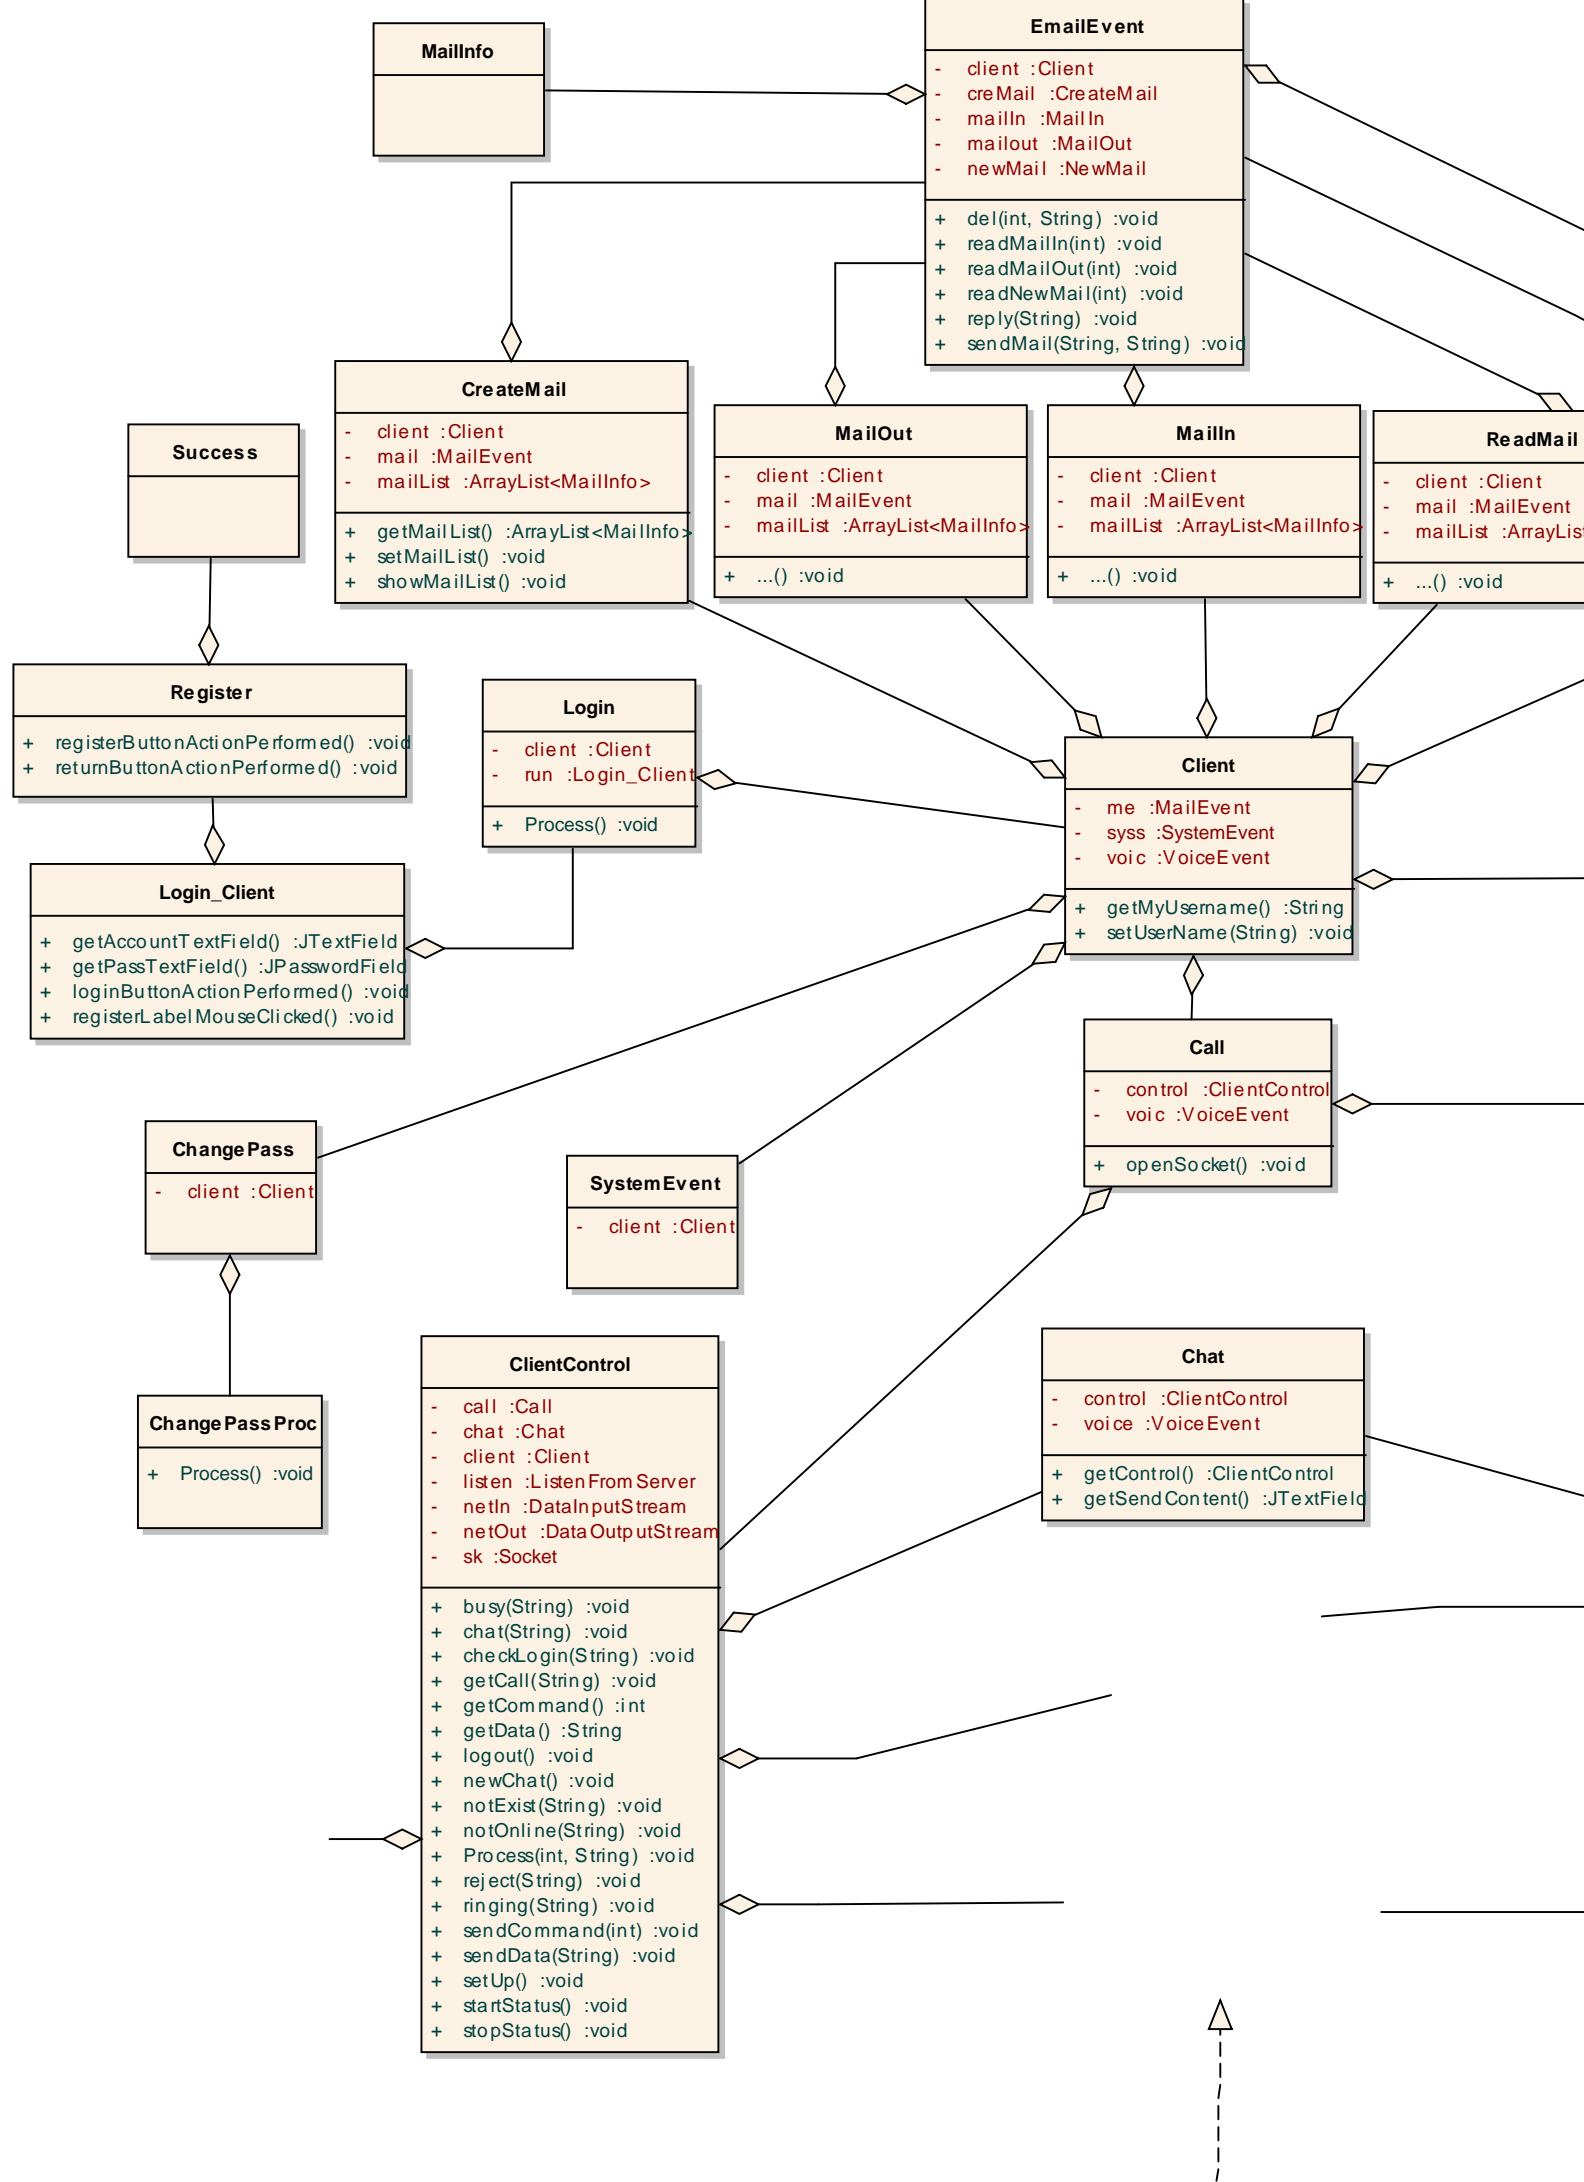 EmailEvent
- client :Client
- creMail :CreateMail
- mailIn :MailIn
- mailout :MailOut
- newMail :NewMail
+ del(int, String) :void
+ readMailIn(int) :void
+ readMailOut(int) :void
+ readNewMail(int) :void
+ reply(String) :void
+ sendMail(String, String) :void
MailInfo
CreateMail
- client :Client
- mail :MailEvent
- mailList :ArrayList<MailInfo>
+ getMailList() :ArrayList<MailInfo>
+ setMailList() :void
+ showMailList() :void
MailOut
- client :Client
- mail :MailEvent
- mailList :ArrayList<MailInfo>
+ ...() :void
MailIn
- client :Client
- mail :MailEvent
- mailList :ArrayList<MailInfo>
+ ...() :void
ReadMail
- client :Client
- mail :MailEvent
- mailList :ArrayList
+ ...() :void
Success
Register
+ registerButtonActionPerformed() :void
+ returnButtonActionPerformed() :void
Login
- client :Client
- run :Login_Client
+ Process() :void
Client
- me :MailEvent
- syss :SystemEvent
- voic :VoiceEvent
+ getMyUsername() :String
+ setUserName(String) :void
Login_Client
+ getAccountTextField() :JTextField
+ getPassTextField() :JPasswordField
+ loginButtonActionPerformed() :void
+ registerLabelMouseClicked() :void
Call
- control :ClientControl
- voic :VoiceEvent
+ openSocket() :void
ChangePass
- client :Client
SystemEvent
- client :Client
ChangePassProc
+ Process() :void
ClientControl
- call :Call
- chat :Chat
- client :Client
- listen :ListenFromServer
- netIn :DataInputStream
- netOut :DataOutputStream
- sk :Socket
+ busy(String) :void
+ chat(String) :void
+ checkLogin(String) :void
+ getCall(String) :void
+ getCommand() :int
+ getData() :String
+ logout() :void
+ newChat() :void
+ notExist(String) :void
+ notOnline(String) :void
+ Process(int, String) :void
+ reject(String) :void
+ ringing(String) :void
+ sendCommand(int) :void
+ sendData(String) :void
+ setUp() :void
+ startStatus() :void
+ stopStatus() :void
Chat
- control :ClientControl
- voice :VoiceEvent
+ getControl() :ClientControl
+ getSendContent() :JTextField